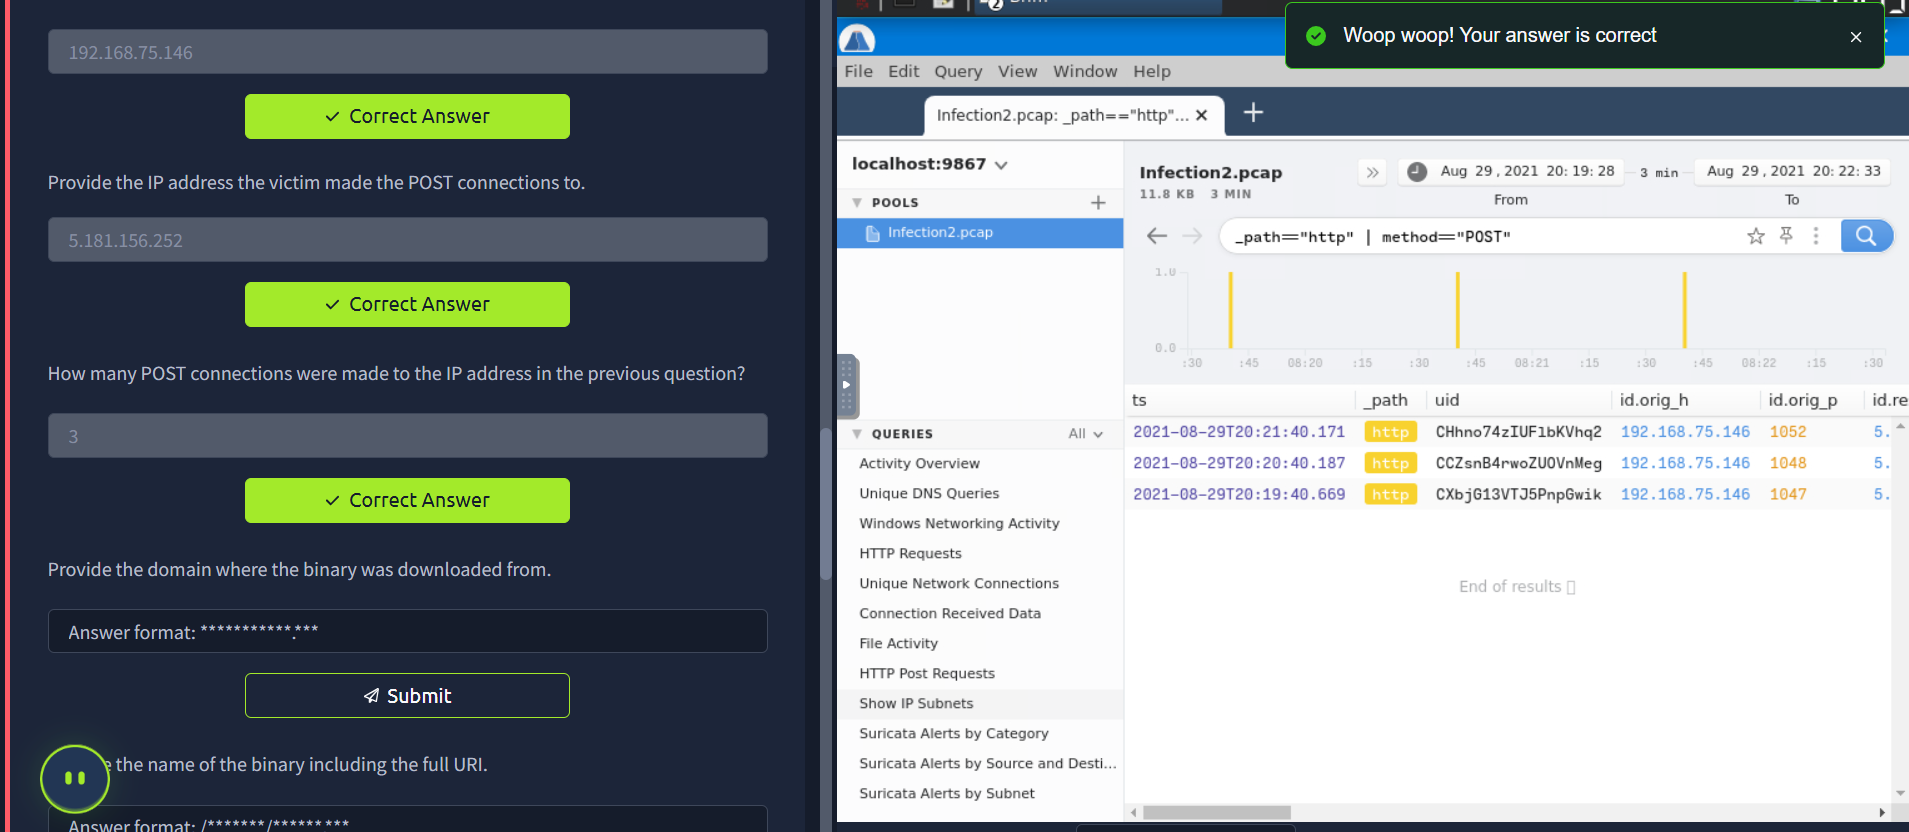 192.168.75.146
Correct Answer
Provide the IP address the victim made the POST connections to.
5.181.156.252
Correct Answer
How many POST connections were made to the IP address in the previous question?
3
Correct Answer
Provide the domain where the binary was downloaded from.
Answer format: ***********.***
Submit
e the name of the binary including the full URI.
Answer format: /*******/******.***
2
Woop woop! Your answer is correct
File Edit Query View Window Help
Infection2.pcap: _path=="http"...
localhost:9867
POOLS
Infection2.pcap
QUERIES All
Activity Overview
Unique DNS Queries
Windows Networking Activity
HTTP Requests
Unique Network Connections
Connection Received Data
File Activity
HTTP Post Requests
Show IP Subnets
Suricata Alerts by Category
Suricata Alerts by Source and Desti...
Suricata Alerts by Subnet
Infection2.pcap
11.8 KB 3 MIN
Aug 29, 2021 20:19:28 3 min Aug 29, 2021 20:22:33
From To
_path=="http" | method=="POST"
1.0
0.0
:30 :45 08:20 :15 :30 :45 08:21 :15 :30 :45 08:22 :15 :30
ts _path uid id.orig_h id.orig_p id.re
2021-08-29T20:21:40.171 http CHhno74zIUFlbKVhq2 192.168.75.146 1052 5.
2021-08-29T20:20:40.187 http CCZsnB4rwoZUOVnMeg 192.168.75.146 1048 5.
2021-08-29T20:19:40.669 http CXbjG13VTJ5PnpGwik 192.168.75.146 1047 5.
End of results